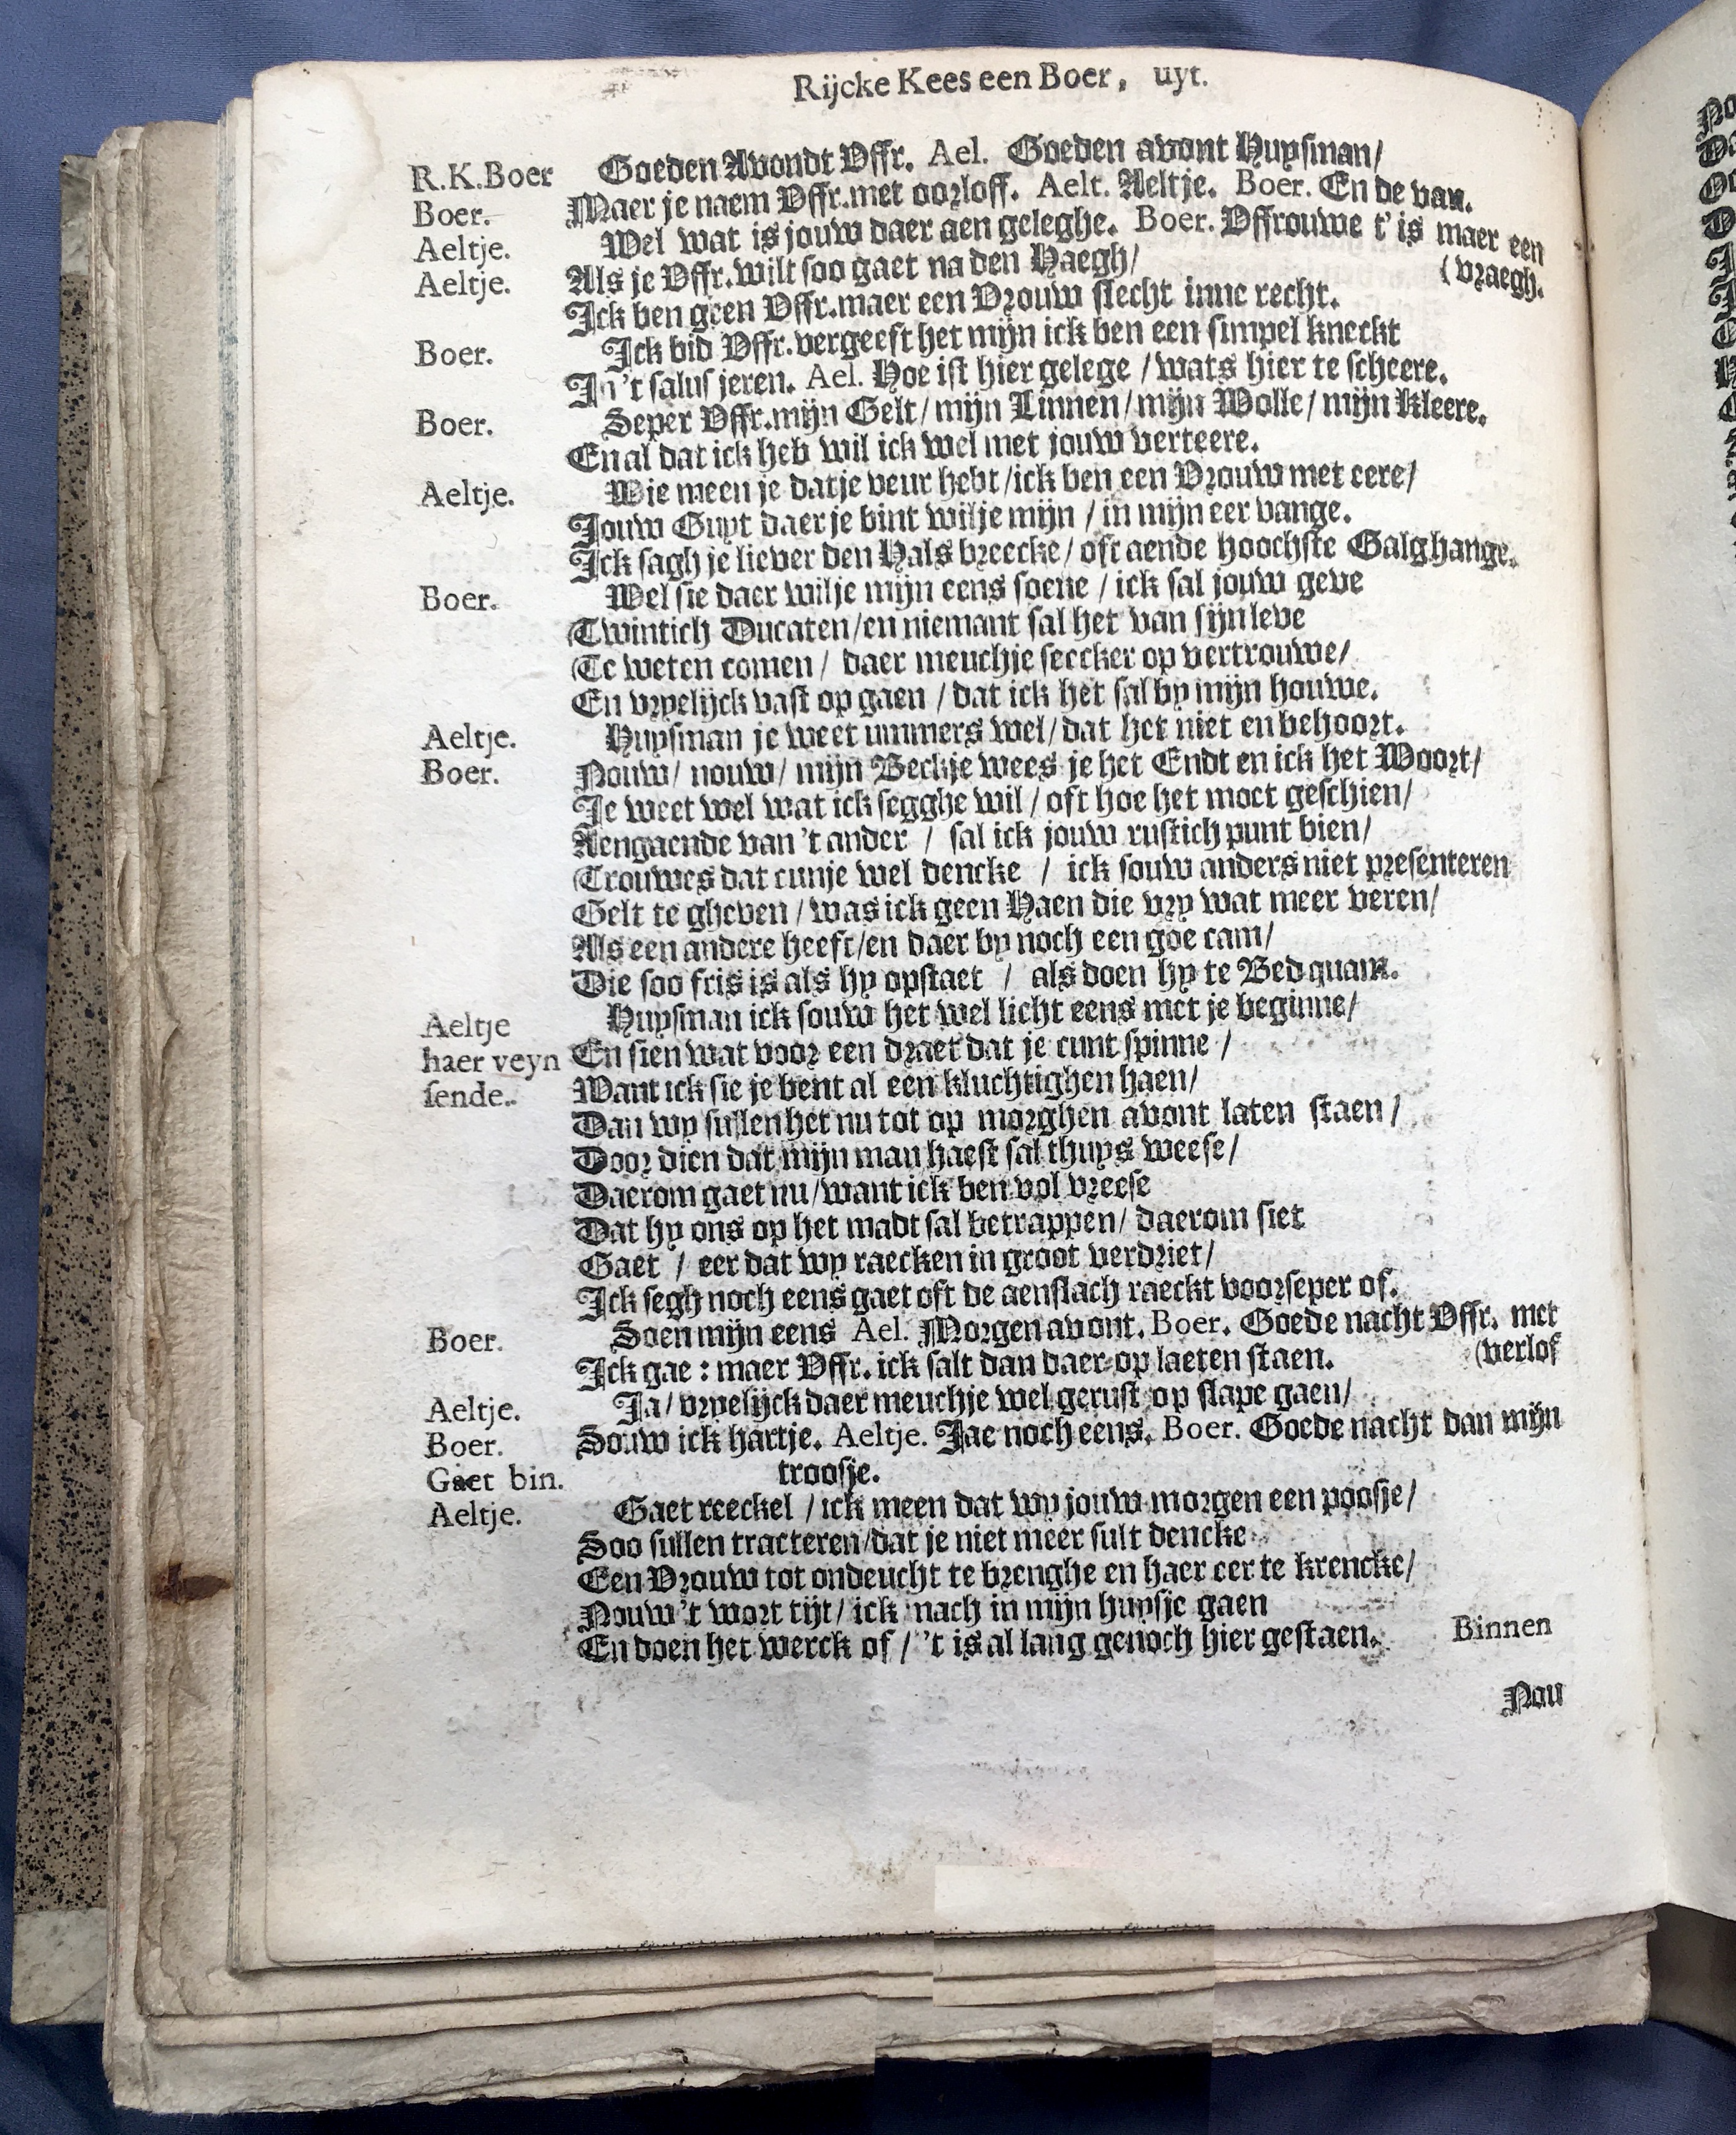 Rijcke Kees een Boer, uyt.
R.K.Boer Goeden Avondt Vffr. Ael. Goeden avont Huysman/
Boer. Maer je naem Vffr. met oorloff. Aelt. Aeltje. Boer. En de van.
Aeltje. Wel wat is jouw daer aen geleghe. Boer. Vffrouwe t'is maer een
(vraegh.
Aeltje. Als je Vffr. wilt soo gaet na den Haegh/
Ick ben geen Vffr. maer een Vrouw slecht inne recht.
Boer. Ick bid Vffr. vergeeft het mijn ick ben een simpel kneckt
In 't salus jeren. Ael. Hoe ist hier gelege / wats hier te scheere.
Boer. Seper Vffr. mijn Gelt/ mijn Linnen/ mijn Wolle/ mijn Kleere.
En al dat ick heb wil ick wel met jouw verteere.
Aeltje. Wie meen je datje veur hebt/ick ben een Vrouw met eere/
Jouw Guyt daer je bint wilje mijn / in mijn eer vange.
Ick sagh je liever den Hals breecke/ oft aende hoochste Galg hange.
Boer. Wel sie daer wilje mijn eens soene / ick sal jouw geve
Twintich Ducaten/en niemant sal het van sijn leve
Te weten comen / daer meuchje seecker op vertrouwe/
En vryelijck vast op gaen / dat ick het sal by mijn houwe.
Aeltje. Huysman je weet ummers wel/ dat het niet en behoort.
Boer. Nouw/ nouw/ mijn Beckje wees je het Endt en ick het Woort/
Je weet wel wat ick segghe wil / oft hoe het moet geschien/
Aengaende van 't ander / sal ick jouw rustich punt bien/
Trouwes dat cunje wel dencke / ick souw anders niet presenteren
Gelt te gheven / was ick geen Haen die vry wat meer veren/
Als een andere heeft/en daer by noch een goe cam/
Die soo fris is als hy opstaet / als doen hy te Bed quam.
Aeltje Huysman ick souw het wel licht eens met je beginne/
haer veyn En sien wat voor een draet dat je cunt spinne /
sende. Want ick sie je bent al een kluchtighen haen/
Dan wy sullen het nu tot op morghen avont laten staen /
Door dien dat mijn man haest sal thuys weese/
Daerom gaet nu/want ick ben vol vreese
Dat hy ons op het madt sal betrappen/ daerom siet
Gaet / eer dat wy raecken in groot verdriet/
Ick segh noch eens gaet oft de aenslach raeckt voorseper of.
Boer. Soen mijn eens Ael. Morgen avont. Boer. Goede nacht Vffr. met
(verlof
Ick gae : maer Vffr. ick salt dan daer op laeten staen.
Aeltje. Ja/ vryelijck daer meuchje wel gerust op slape gaen/
Boer. Souw ick hartje. Aeltje. Jae noch eens. Boer. Goede nacht dan mijn
Gaet bin. troosje.
Aeltje. Gaet reeckel / ick meen dat wy jouw morgen een poosje/
Soo sullen tracteren/dat je niet meer sult dencke
Een Vrouw tot ondeucht te brenghe en haer eer te krencke/
Nouw 't wort tijt/ ick mach in mijn huysje gaen
En doen het werck of / 't is al lang genoch hier gestaen. Binnen
Nou